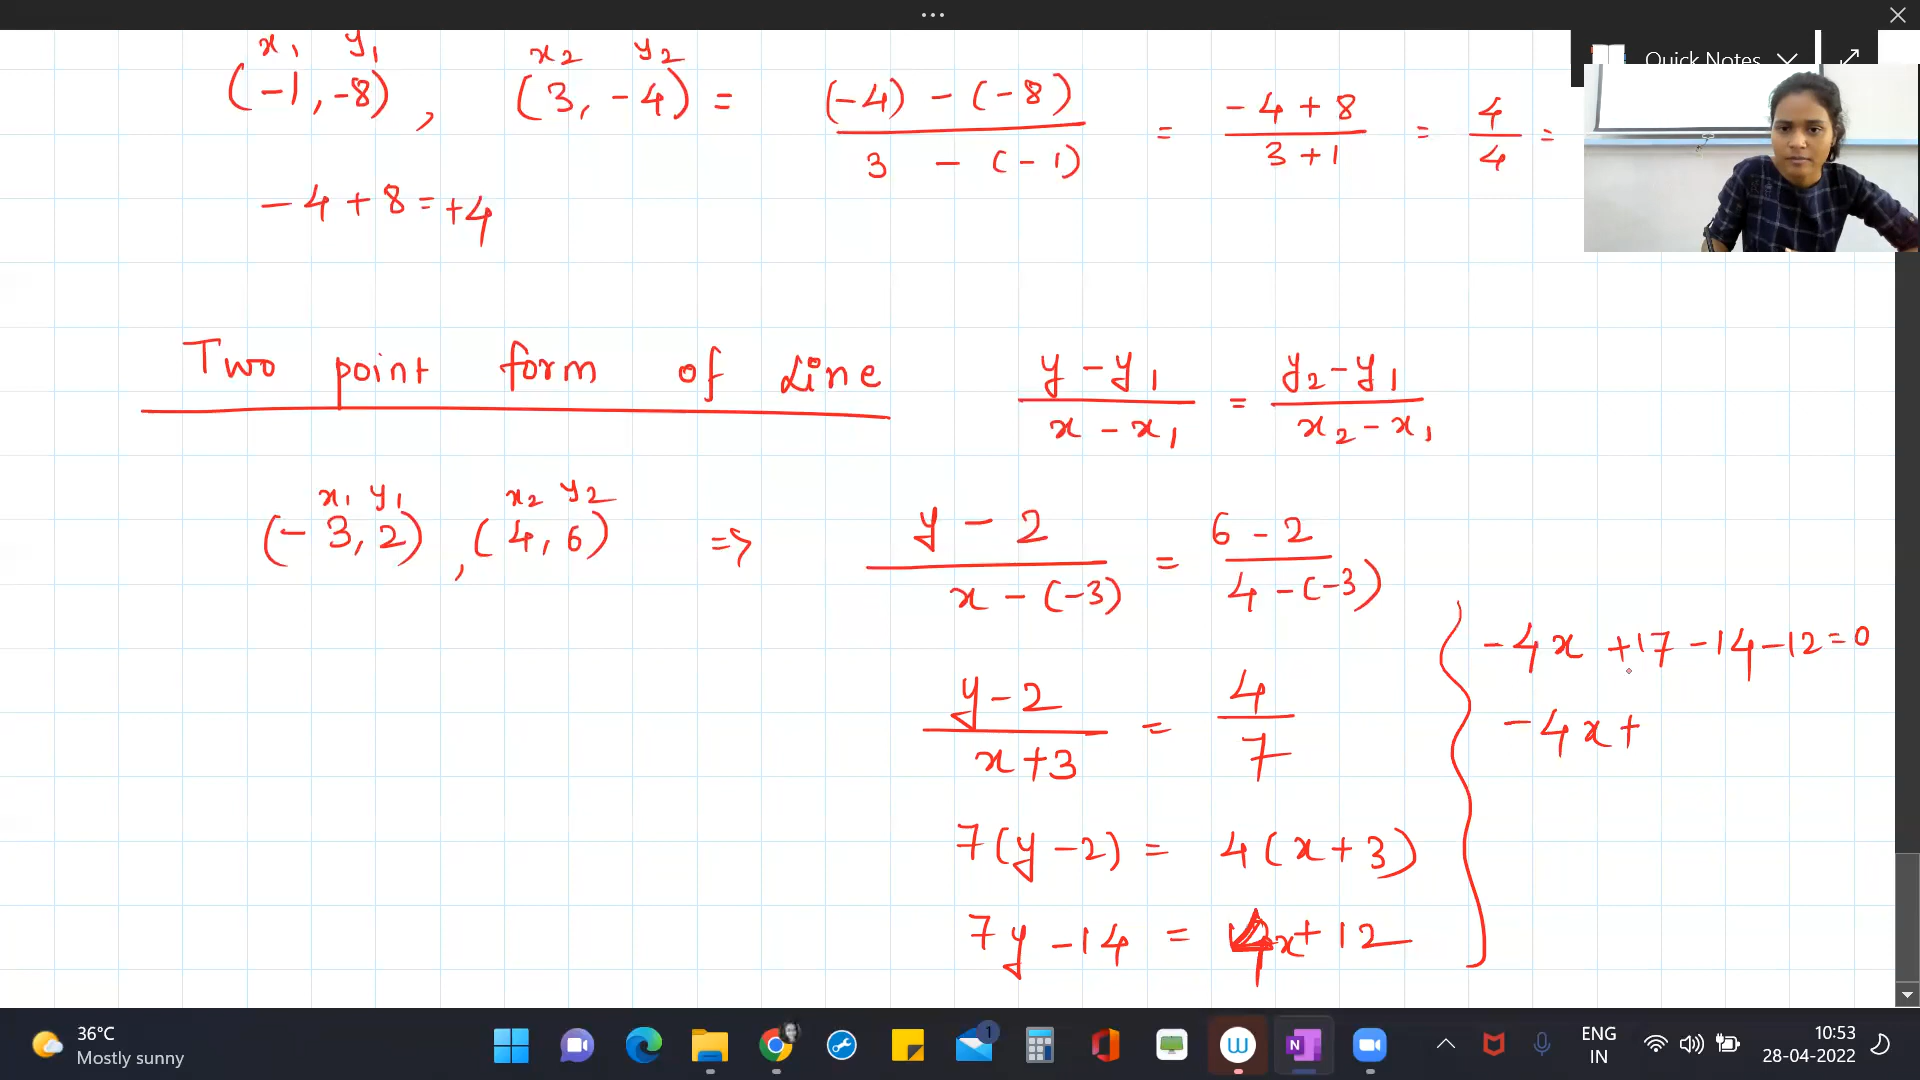 ...
Quick Notes
x₁ y₁ x₂ y₂
(-1, -8), (3, -4) = (-4) - (-8) / 3 - (-1) = -4 + 8 / 3 + 1 = 4 / 4 =
-4 + 8 = +4
Two point form of Line y - y₁ / x - x₁ = y₂ - y₁ / x₂ - x₁
x₁ y₁ x₂ y₂
(-3, 2), (4, 6) => y - 2 / x - (-3) = 6 - 2 / 4 - (-3)
y - 2 / x + 3 = 4 / 7
7(y - 2) = 4(x + 3)
7y - 14 = 4x + 12
-4x + 17 - 14 - 12 = 0
-4x +
36°C
Mostly sunny
1
ENG
IN
10:53
28-04-2022